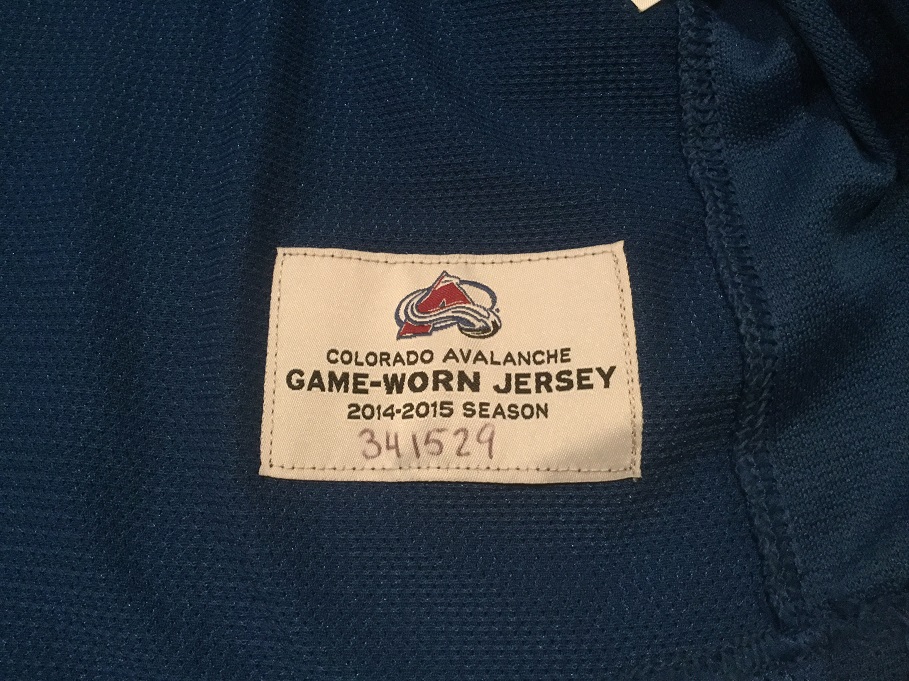 COLORADO AVALANCHE
GAME-WORN JERSEY
2014-2015 SEASON
341529